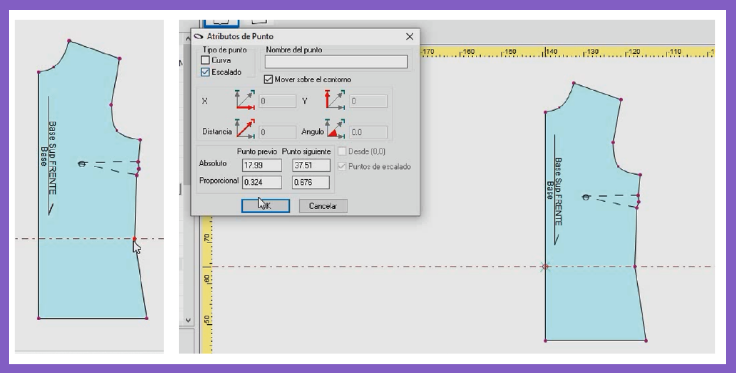 Base Sup FRENTE
Base
Atributos de Punto
Tipo de punto
Curva
Escalado
Nombre del punto
Mover sobre el contorno
X
0
Y
0
Distancia
0
Angulo
0.0
Punto previo
Punto siguiente
Desde (0,0)
Absoluto
17.99
37.51
Puntos de escalado
Proporcional
0.324
0.676
Cancelar
170
160
150
140
130
120
110
70
60
50
Base Sup FRENTE
Base